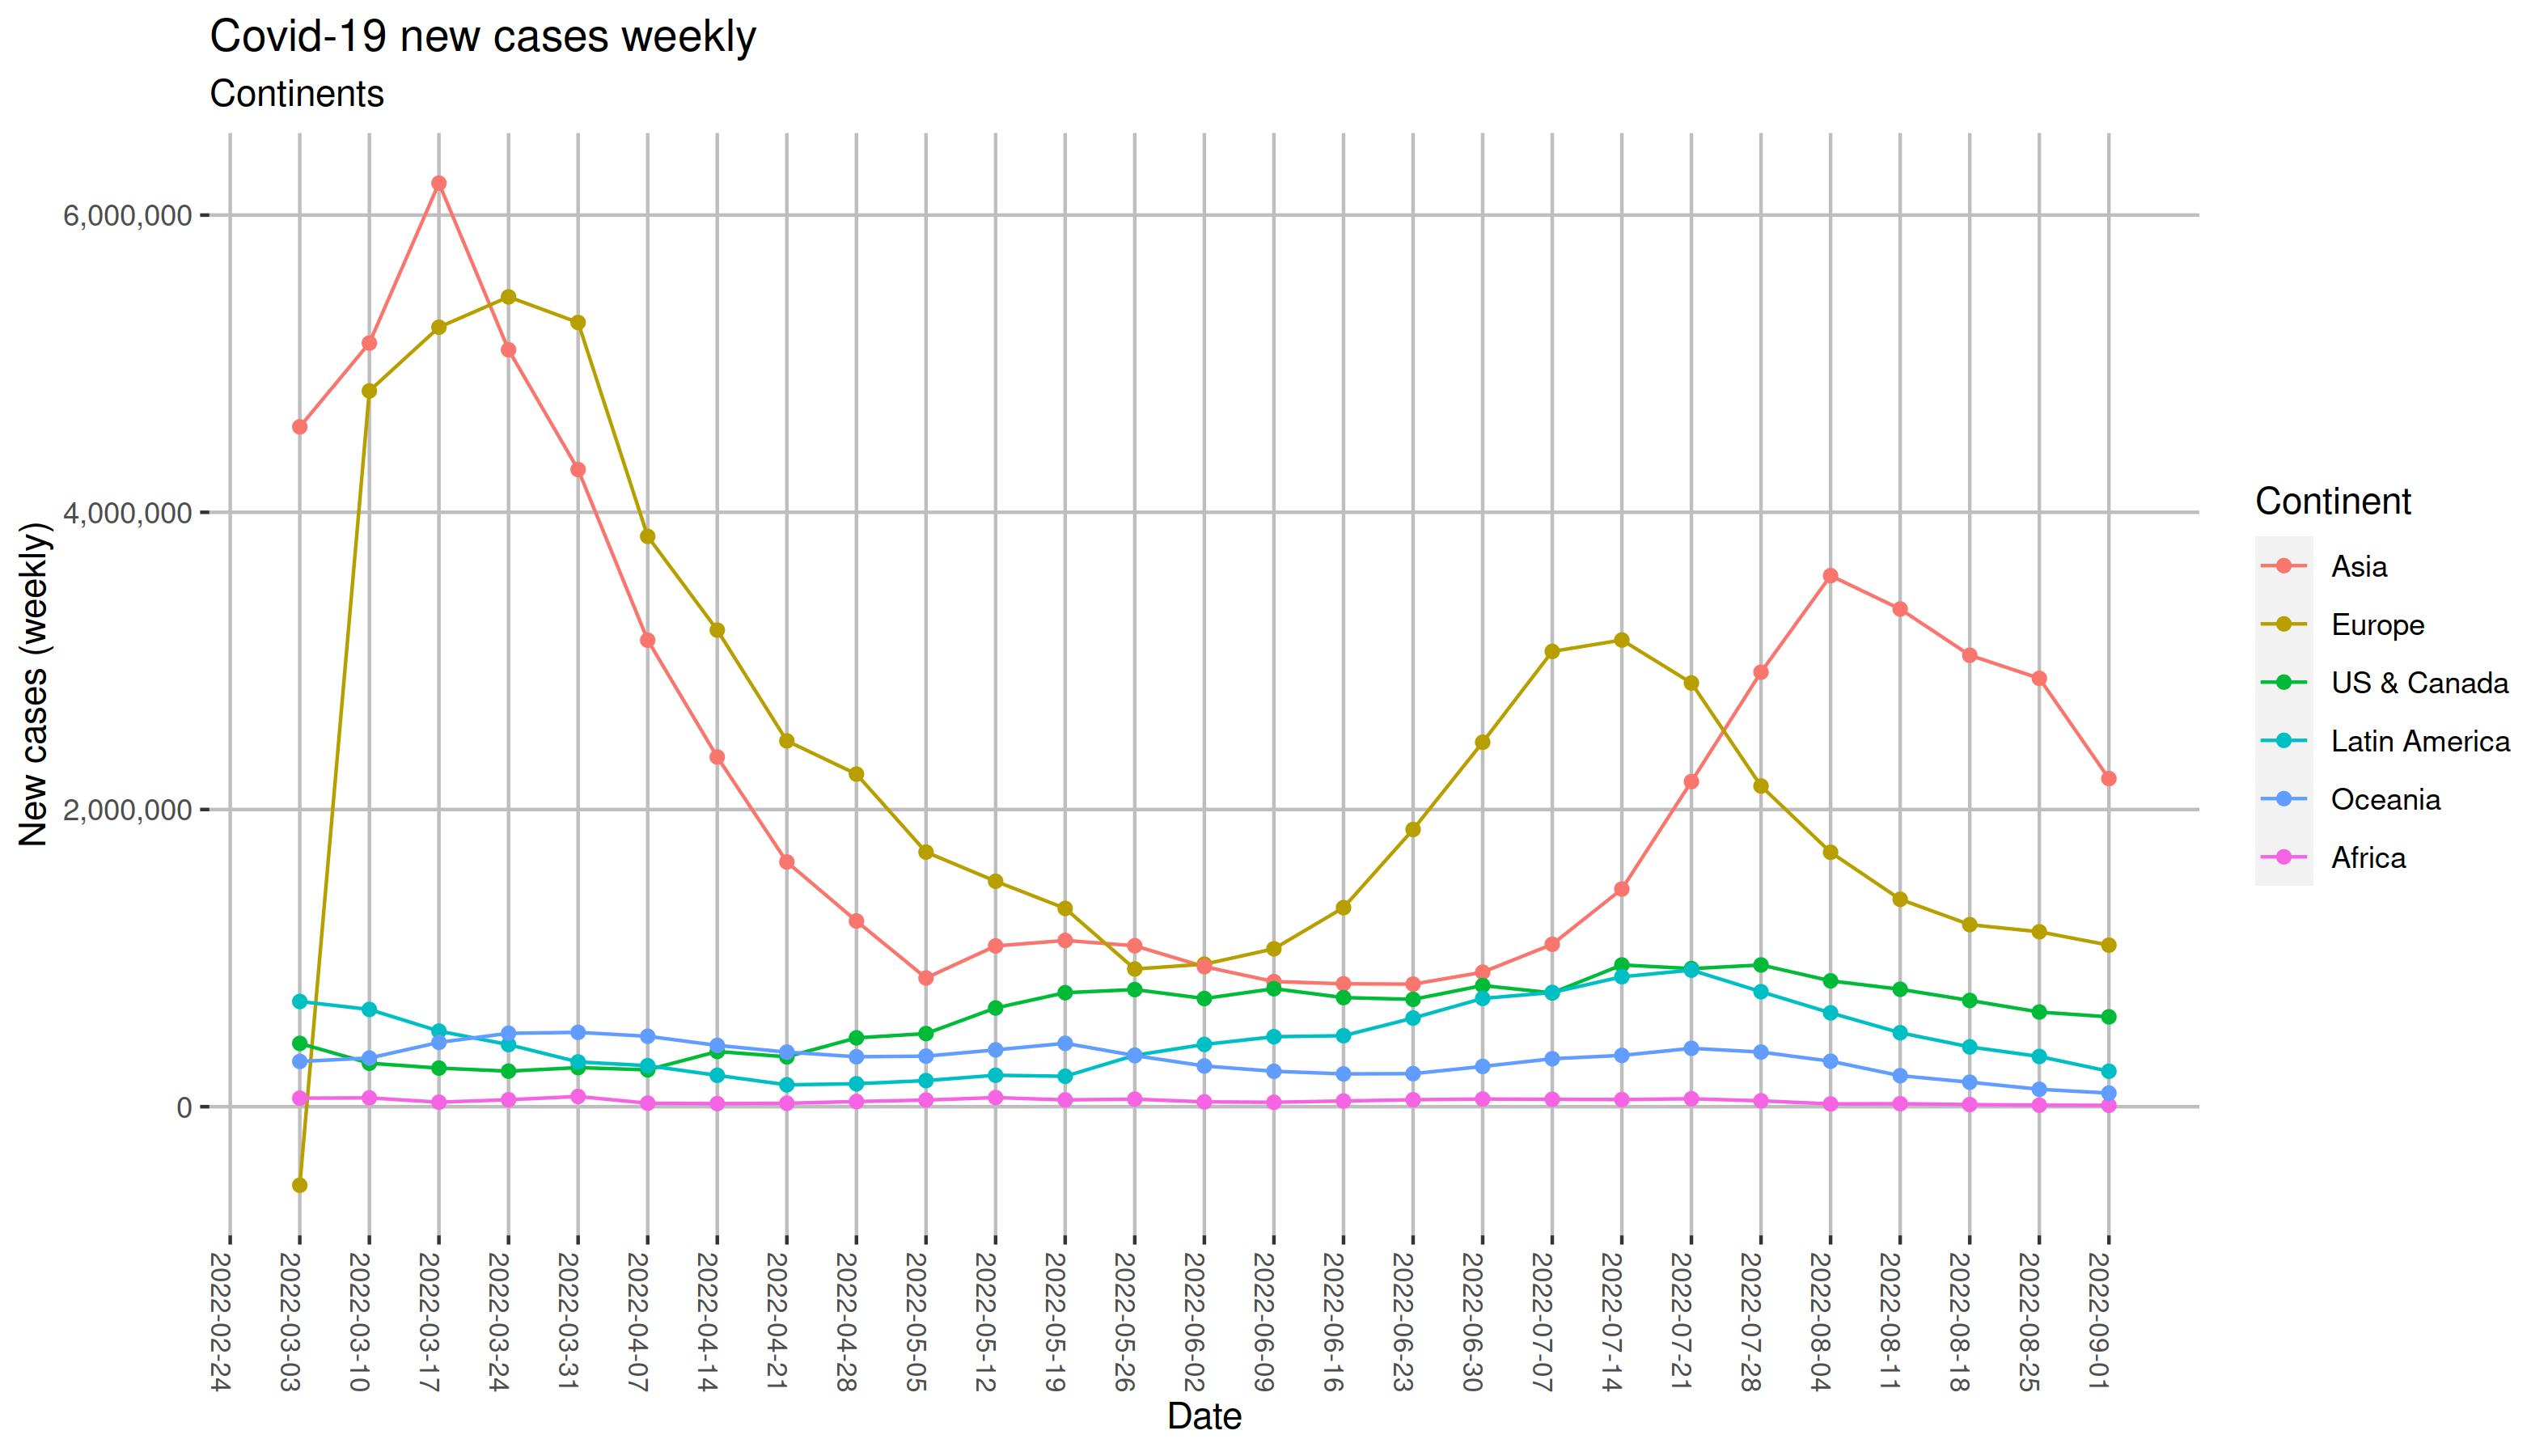 Covid-19 new cases weekly
Continents
New cases (weekly)
6,000,000
4,000,000
2,000,000
0
2022-02-24
2022-03-03
2022-03-10
2022-03-17
2022-03-24
2022-03-31
2022-04-07
2022-04-14
2022-04-21
2022-04-28
2022-05-05
2022-05-12
2022-05-19
2022-05-26
2022-06-02
2022-06-09
2022-06-16
2022-06-23
2022-06-30
2022-07-07
2022-07-14
2022-07-21
2022-07-28
2022-08-04
2022-08-11
2022-08-18
2022-08-25
2022-09-01
Date
Continent
Asia
Europe
US & Canada
Latin America
Oceania
Africa